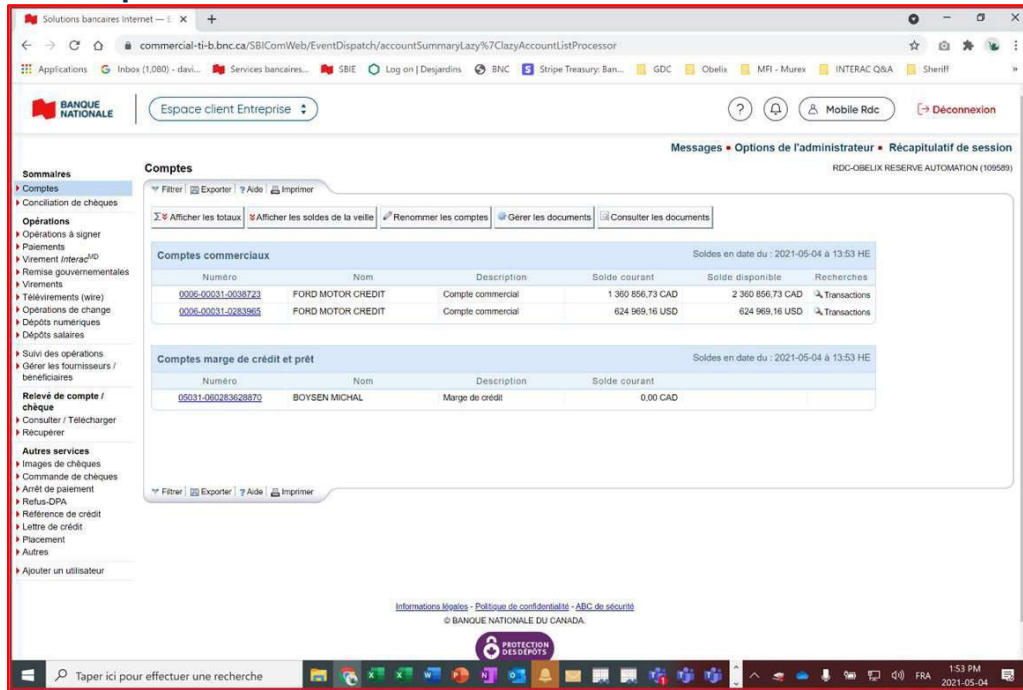 Solutions bancaires Internet — E
commercial-ti-b.bnc.ca/SBIComWeb/EventDispatch/accountSummaryLazy%7ClazyAccountListProcessor
Applications Inbox (1,080) - davi... Services bancaires... SBIE Log on | Desjardins BNC Stripe Treasury: Ban... GDC Obelix MFI - Murex INTERAC Q&A Sheriff »
BANQUE NATIONALE Espace client Entreprise ? Mobile Rdc Déconnexion
Messages Options de l'administrateur Récapitulatif de session
RDC-OBELIX RESERVE AUTOMATION (109589)
Sommaires
Comptes
Conciliation de chèques
Opérations
Opérations à signer
Paiements
Virement Interac MD
Remise gouvernementales
Virements
Télévirements (wire)
Opérations de change
Dépôts numériques
Dépôts salaires
Suivi des opérations
Gérer les fournisseurs /
bénéficiaires
Relevé de compte /
chèque
Consulter / Télécharger
Récupérer
Autres services
Images de chèques
Commande de chèques
Arrêt de paiement
Refus-DPA
Référence de crédit
Lettre de crédit
Placement
Autres
Ajouter un utilisateur
Comptes
Filtrer Exporter ? Aide Imprimer
Afficher les totaux Afficher les soldes de la veille Renommer les comptes Gérer les documents Consulter les documents
Comptes commerciaux Soldes en date du : 2021-05-04 à 13:53 HE
Numéro Nom Description Solde courant Solde disponible Recherches
0006-00031-0038723 FORD MOTOR CREDIT Compte commercial 1 360 856,73 CAD 2 360 856,73 CAD Transactions
0006-00031-0283965 FORD MOTOR CREDIT Compte commercial 624 969,16 USD 624 969,16 USD Transactions
Comptes marge de crédit et prêt Soldes en date du : 2021-05-04 à 13:53 HE
Numéro Nom Description Solde courant
05031-060283628870 BOYSEN MICHAL Marge de crédit 0,00 CAD
Filtrer Exporter ? Aide Imprimer
Informations légales - Politique de confidentialité - ABC de sécurité
© BANQUE NATIONALE DU CANADA.
PROTECTION
DES DÉPÔTS
Taper ici pour effectuer une recherche FRA 1:53 PM
2021-05-04